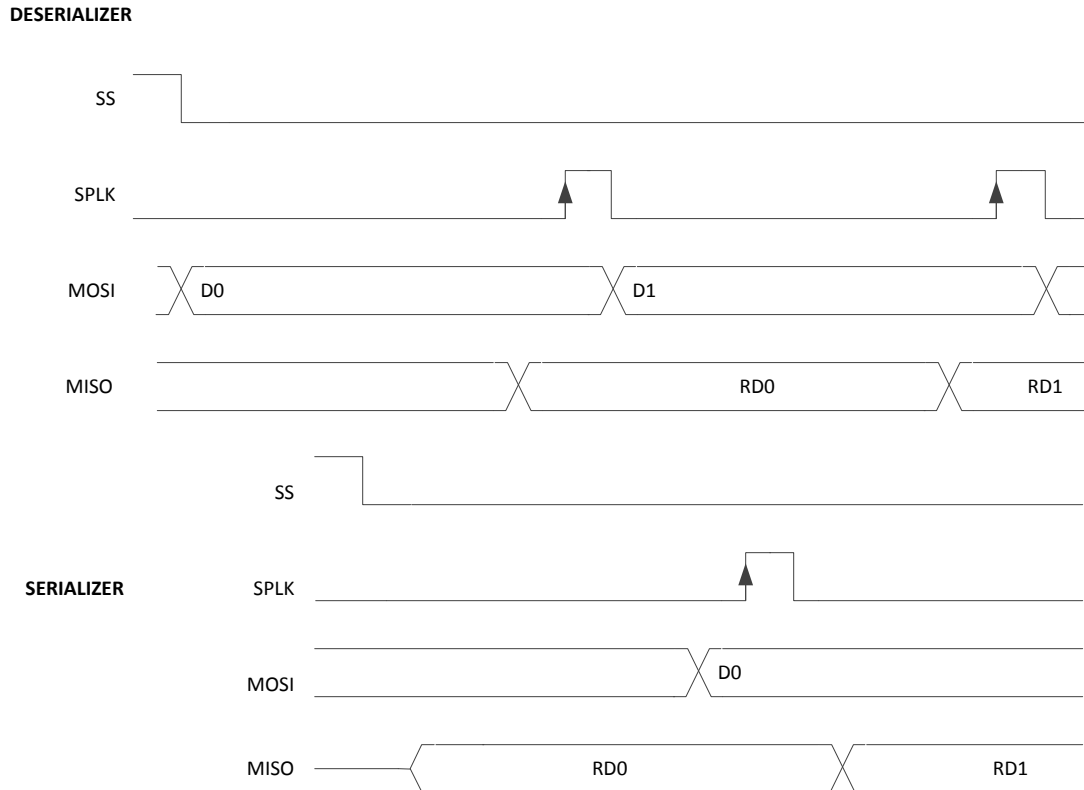 DESERIALIZER
SS
SPLK
MOSI D0 D1
MISO RD0 RD1
SS
SERIALIZER SPLK
MOSI D0
MISO RD0 RD1